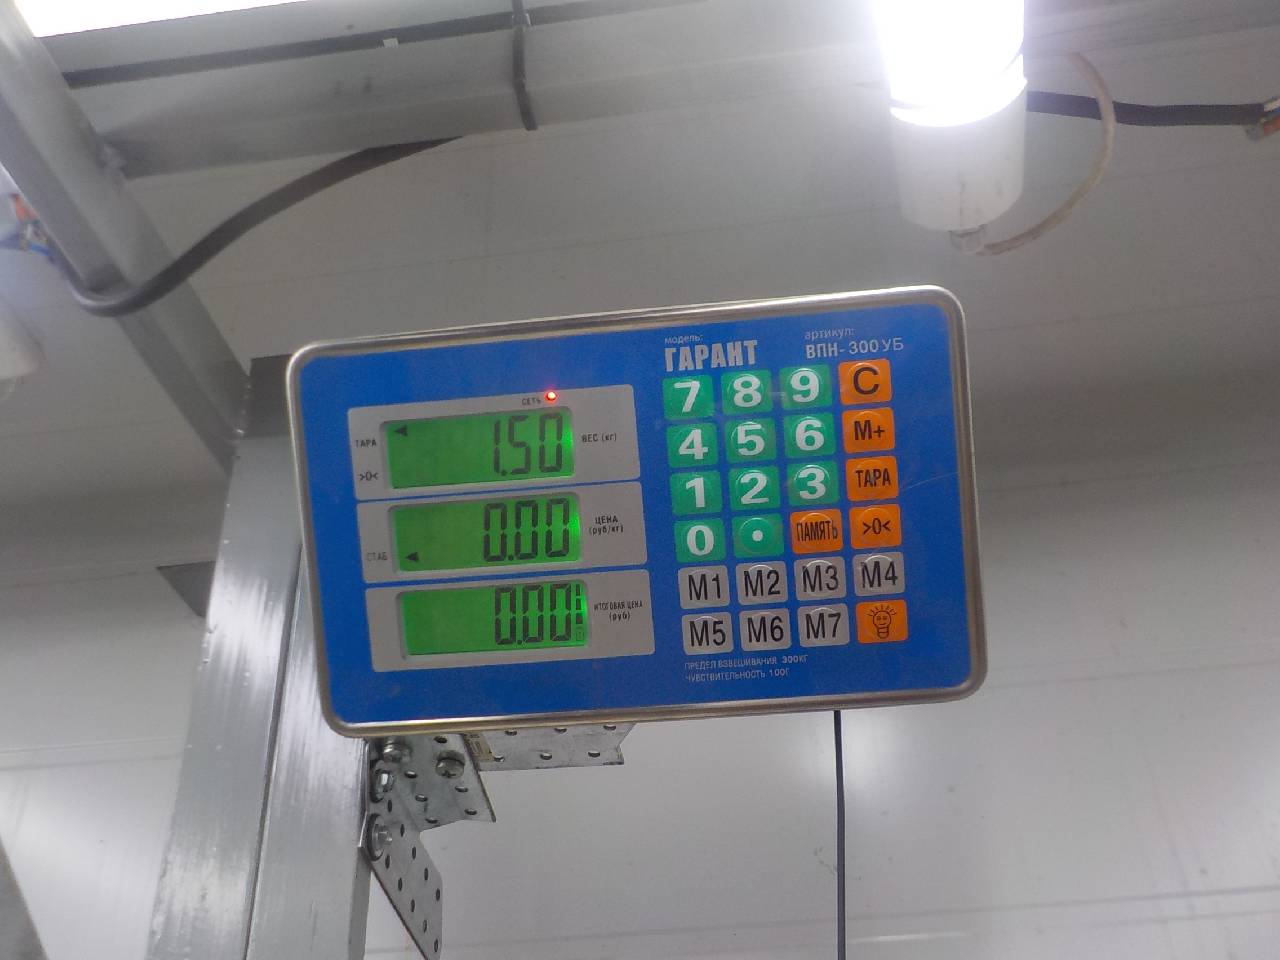 модель:
ГАРАНТ
артикул:
ВПН-300УБ
СЕТЬ
ТАРА
>0<
1.50
ВЕС (кг)
СТАБ
0.00
ЦЕНА
(руб/кг)
0.00
ИТОГОВАЯ ЦЕНА
(руб)
7 8 9 C
4 5 6 M+
1 2 3 ТАРА
0 . ПАМЯТЬ >0<
M1 M2 M3 M4
M5 M6 M7
ПРЕДЕЛ ВЗВЕШИВАНИЯ 300КГ
ЧУВСТВИТЕЛЬНОСТЬ 100Г